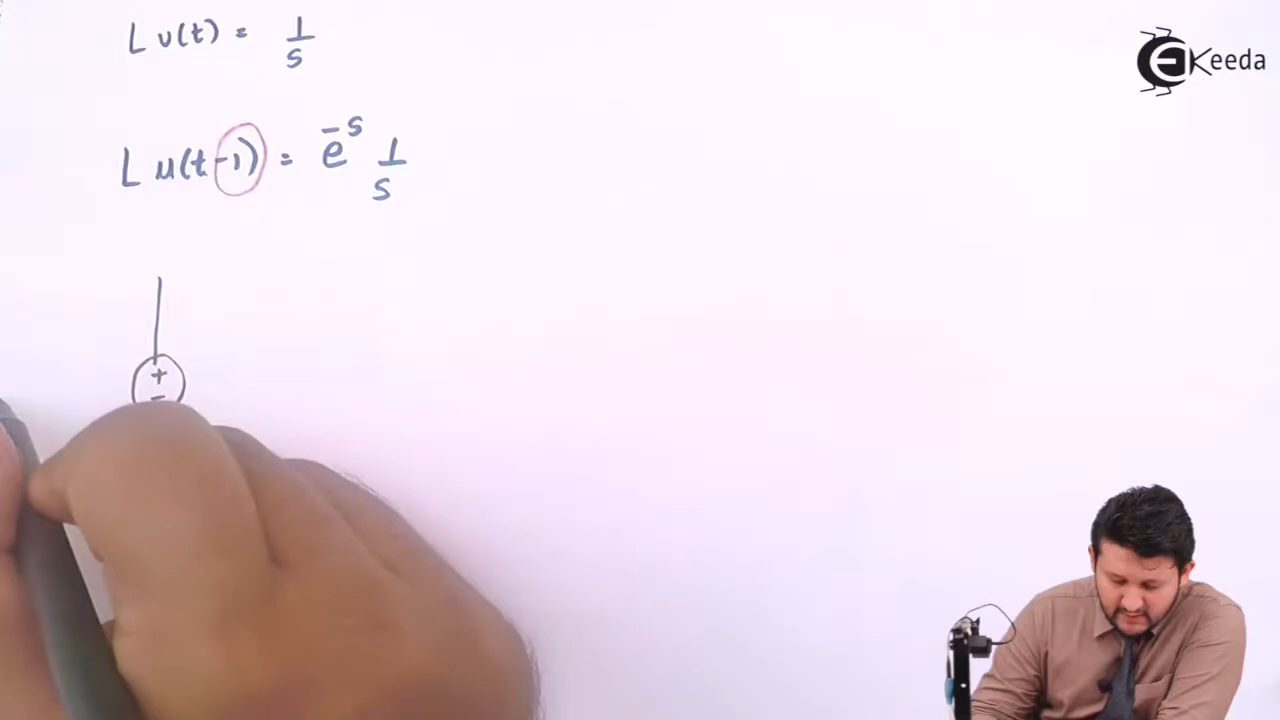 L u(t) = 1/s
L u(t-1) = e^-s 1/s
+
-
EKeeda